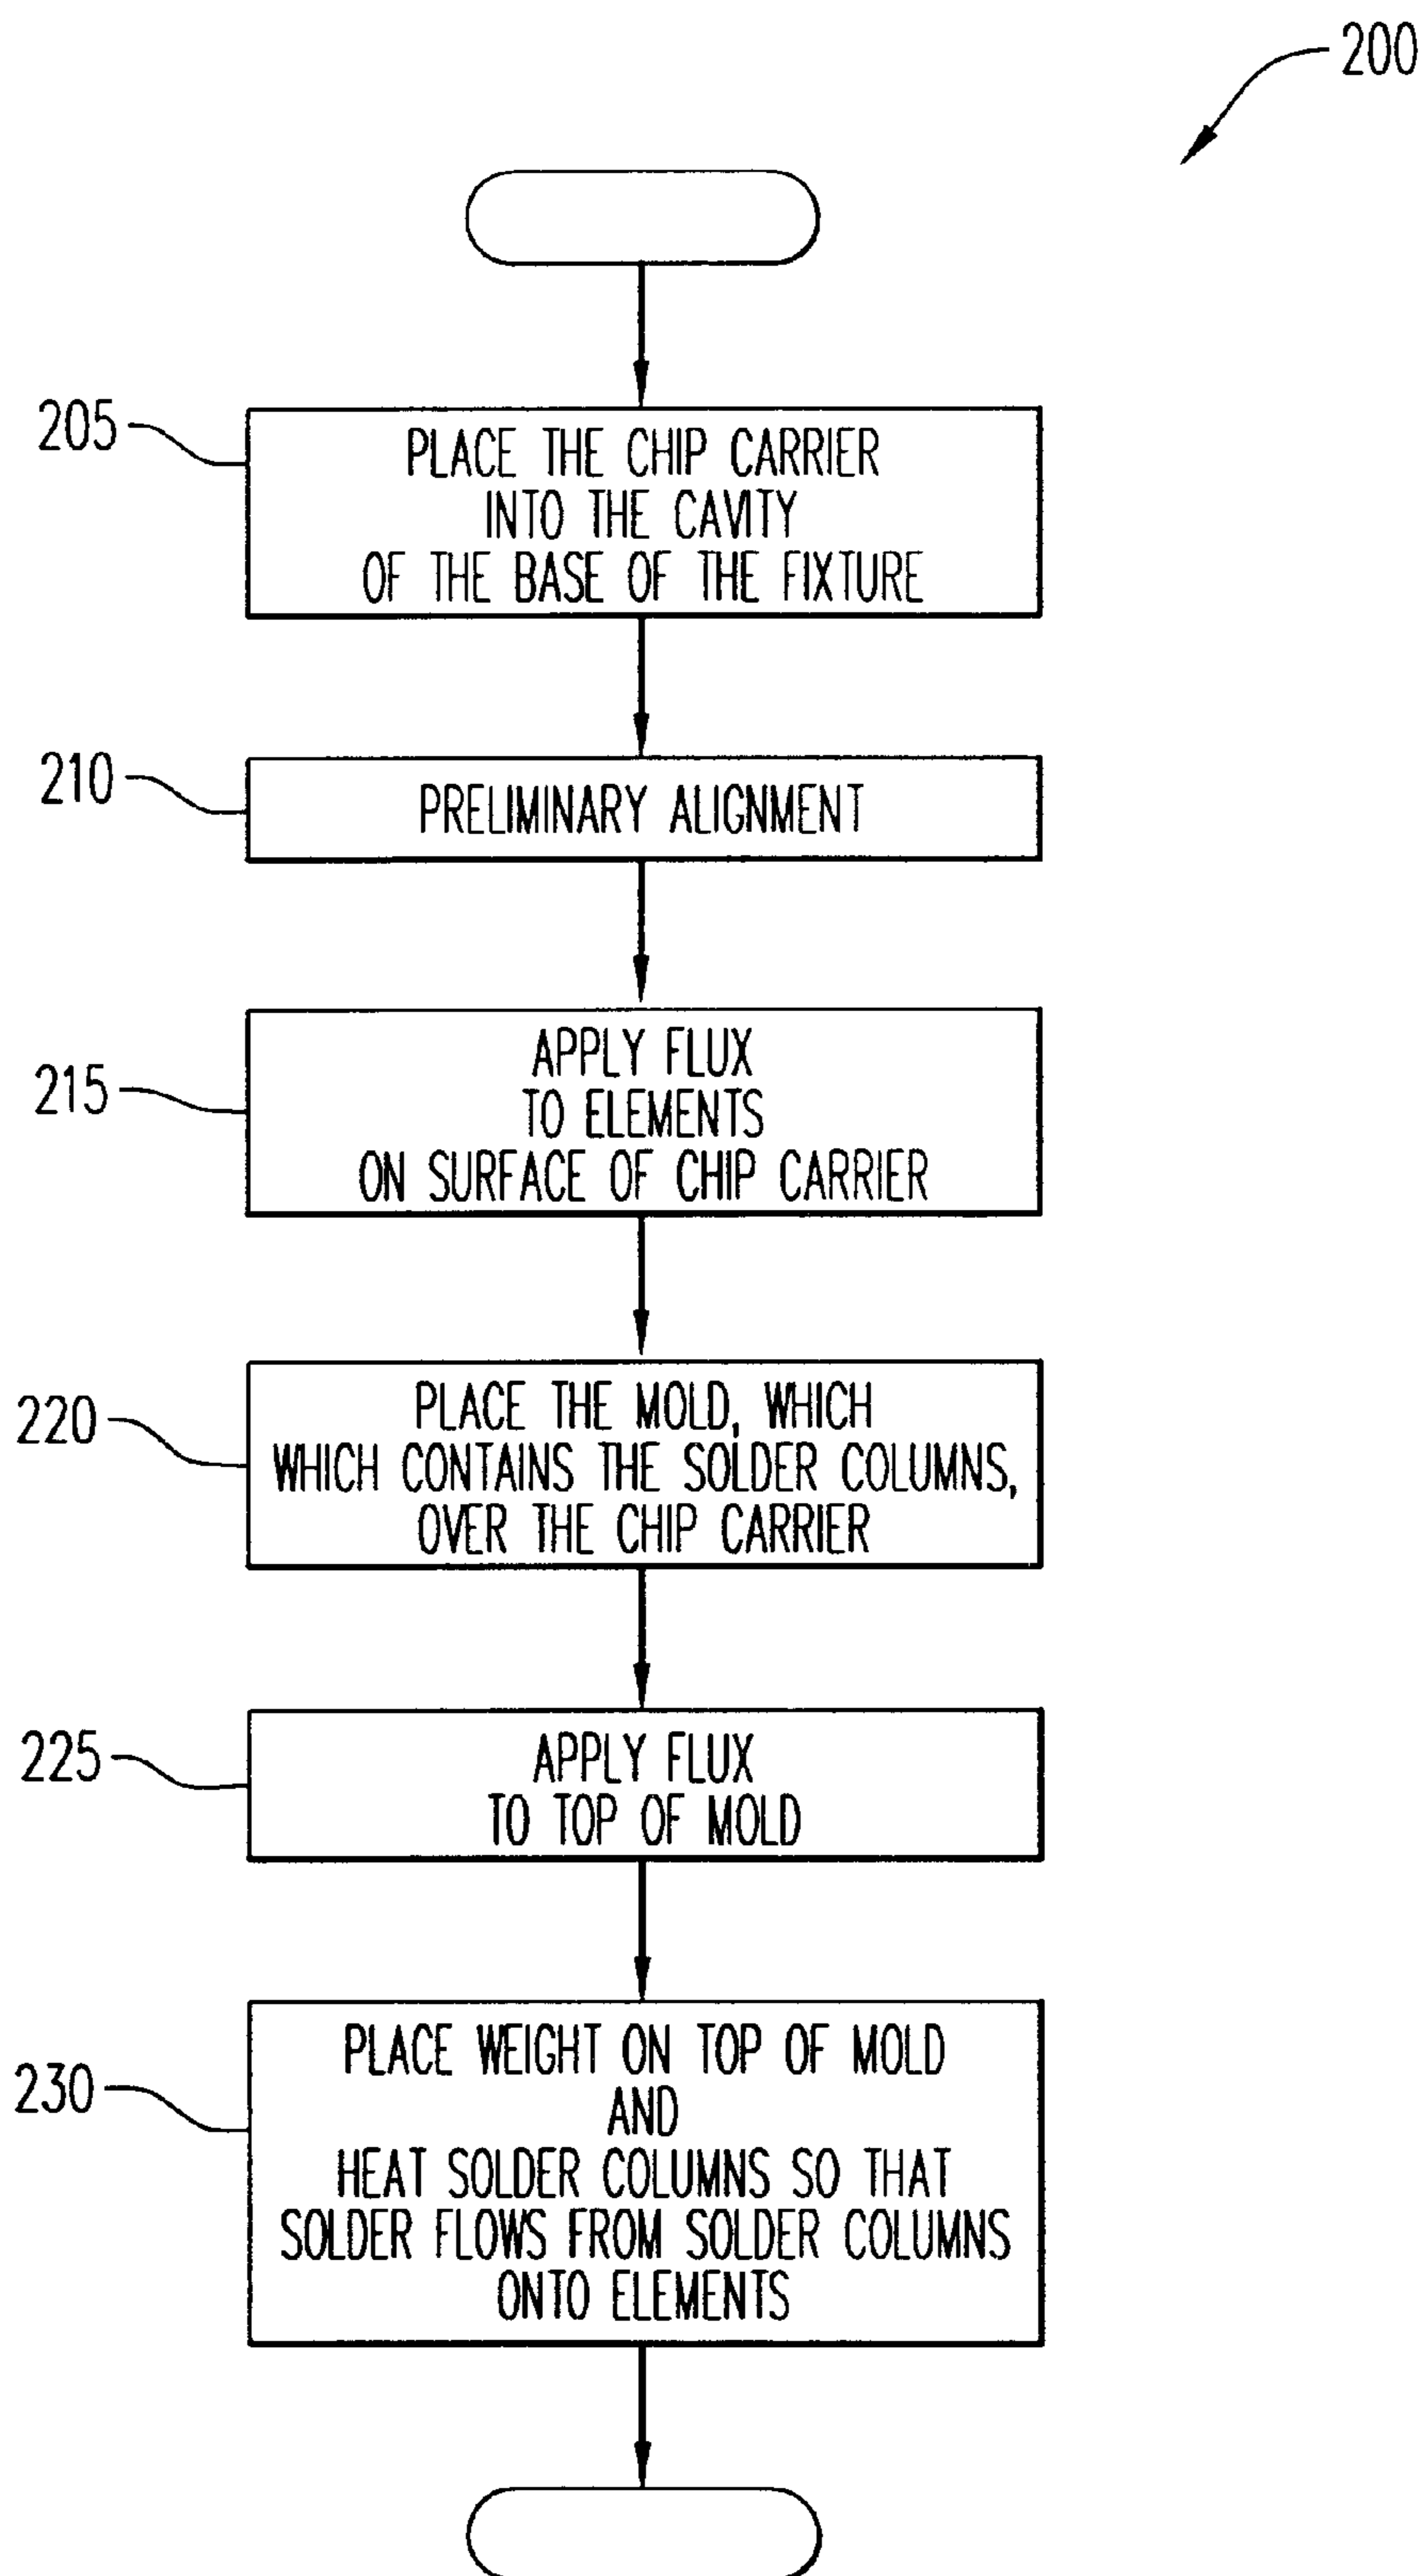 200
205
PLACE THE CHIP CARRIER
INTO THE CAVITY
OF THE BASE OF THE FIXTURE
210
PRELIMINARY ALIGNMENT
215
APPLY FLUX
TO ELEMENTS
ON SURFACE OF CHIP CARRIER
220
PLACE THE MOLD, WHICH
WHICH CONTAINS THE SOLDER COLUMNS,
OVER THE CHIP CARRIER
225
APPLY FLUX
TO TOP OF MOLD
230
PLACE WEIGHT ON TOP OF MOLD
AND
HEAT SOLDER COLUMNS SO THAT
SOLDER FLOWS FROM SOLDER COLUMNS
ONTO ELEMENTS